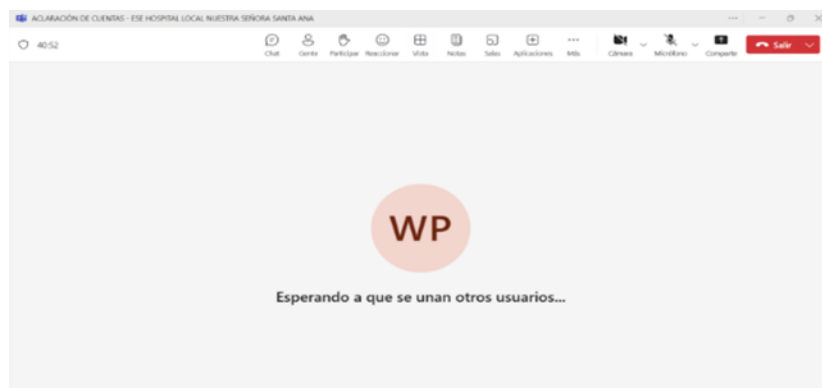 ACLARACIÓN DE CUENTAS - ESE HOSPITAL LOCAL NUESTRA SEÑORA SANTA ANA
40:52
Chat Gente Participar Reaccionar Vista Notas Salas Aplicaciones Más Cámara Micrófono Compartir Salir
WP
Esperando a que se unan otros usuarios...